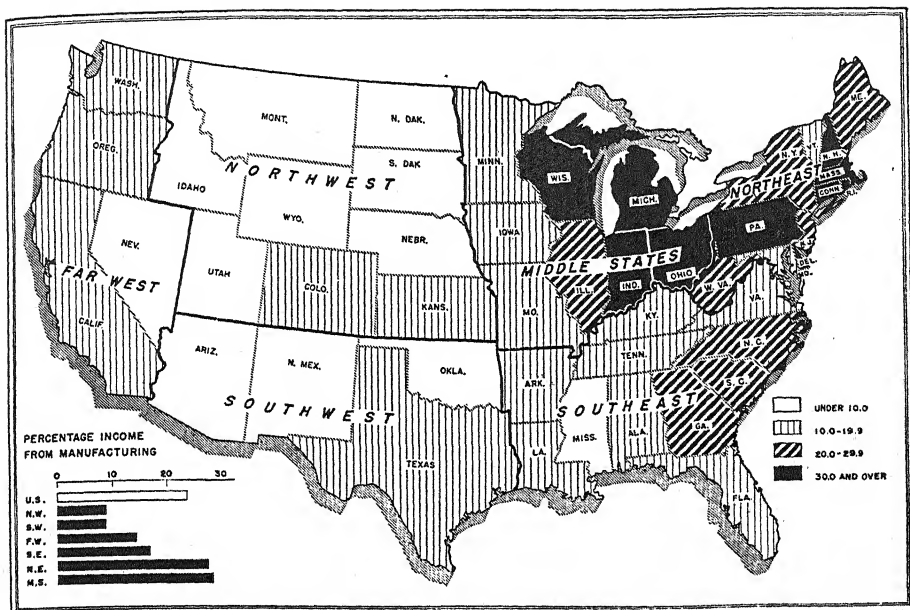 WASH.
OREG.
CALIF.
NEV.
FAR WEST
MONT.
IDAHO
WYO.
UTAH
COLO.
N. DAK.
S. DAK
NEBR.
KANS.
NORTHWEST
ARIZ.
N. MEX.
OKLA.
TEXAS
SOUTHWEST
MINN.
IOWA
MO.
WIS.
MICH.
ILL.
IND.
OHIO
MIDDLE STATES
ME.
N.Y.
VT.
N. H.
MASS
CONN.
R.I.
PA.
N.J.
DEL.
MD.
W. VA.
NORTHEAST
VA.
KY.
TENN.
N. C.
S. C.
GA.
ARK.
LA.
MISS.
ALA.
FLA.
SOUTHEAST
UNDER 10.0
10.0-19.9
20.0-29.9
30.0 AND OVER
PERCENTAGE INCOME
FROM MANUFACTURING
0 10 20 30
U.S.
N.W.
S.W.
F.W.
S.E.
N.E.
M.S.